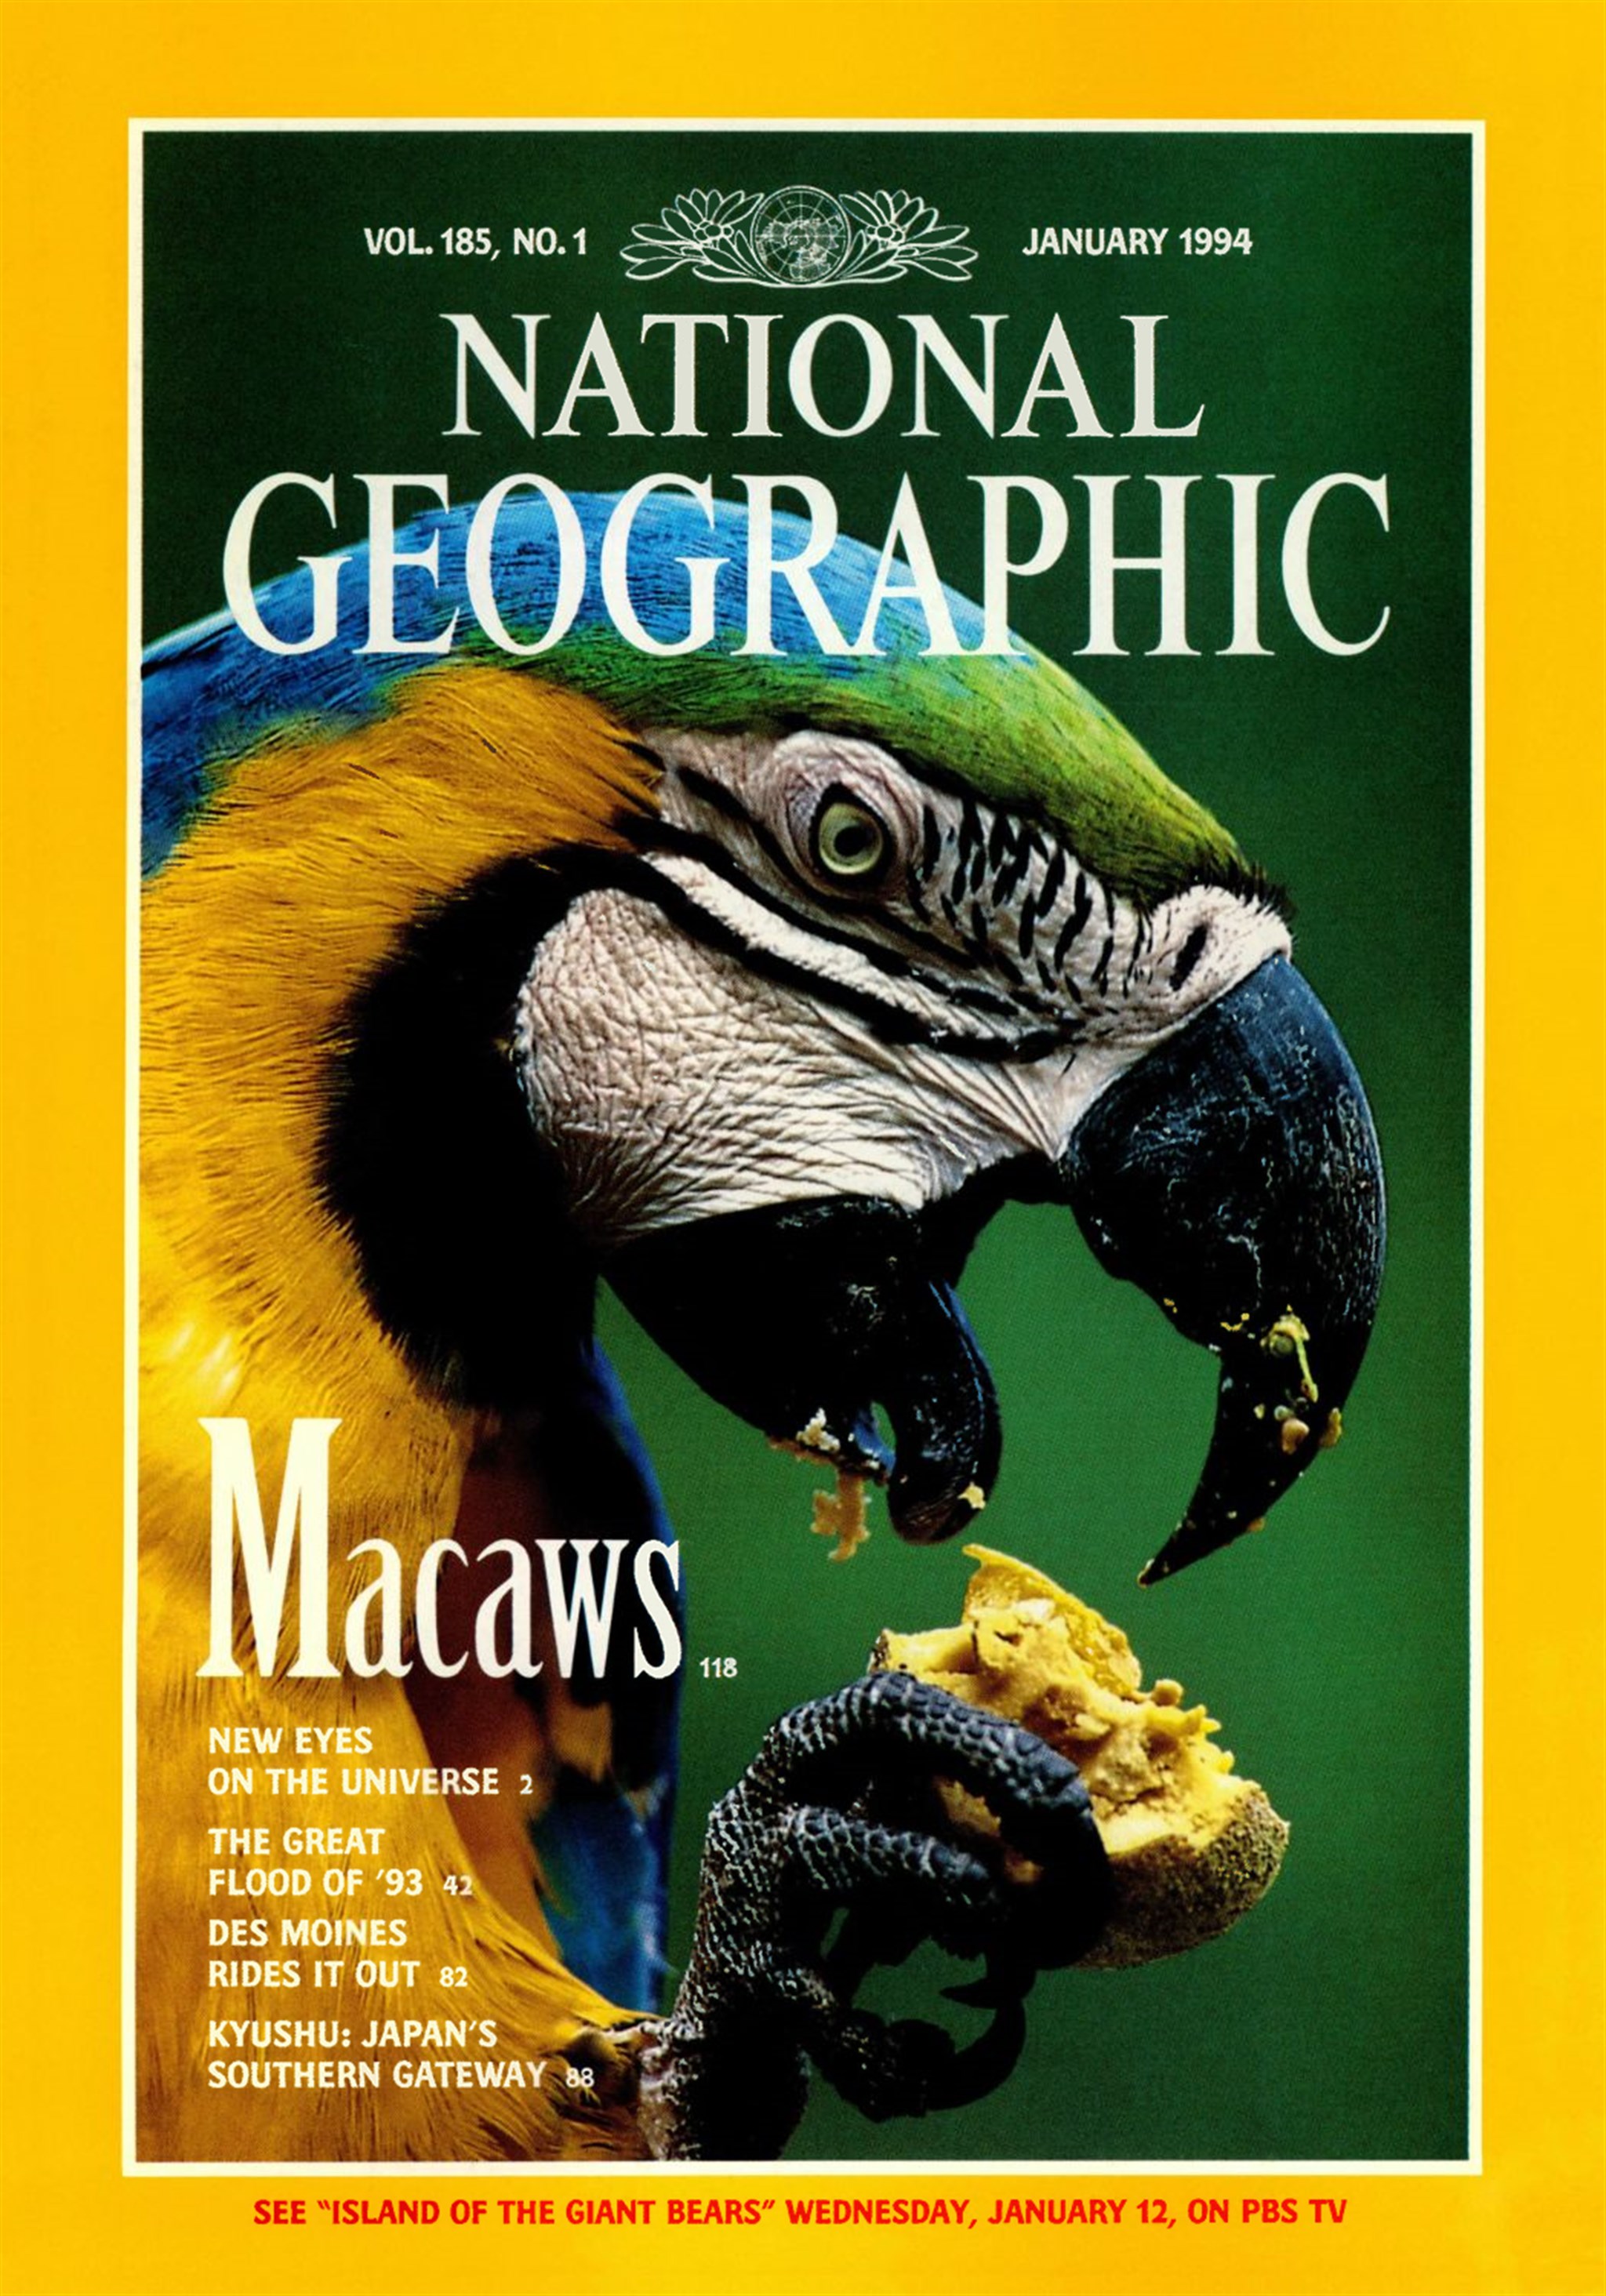 VOL. 185, NO. 1
JANUARY 1994
NATIONAL
GEOGRAPHIC
Macaws 118
NEW EYES
ON THE UNIVERSE 2
THE GREAT
FLOOD OF '93 42
DES MOINES
RIDES IT OUT 82
KYUSHU: JAPAN'S
SOUTHERN GATEWAY 88
SEE "ISLAND OF THE GIANT BEARS" WEDNESDAY, JANUARY 12, ON PBS TV